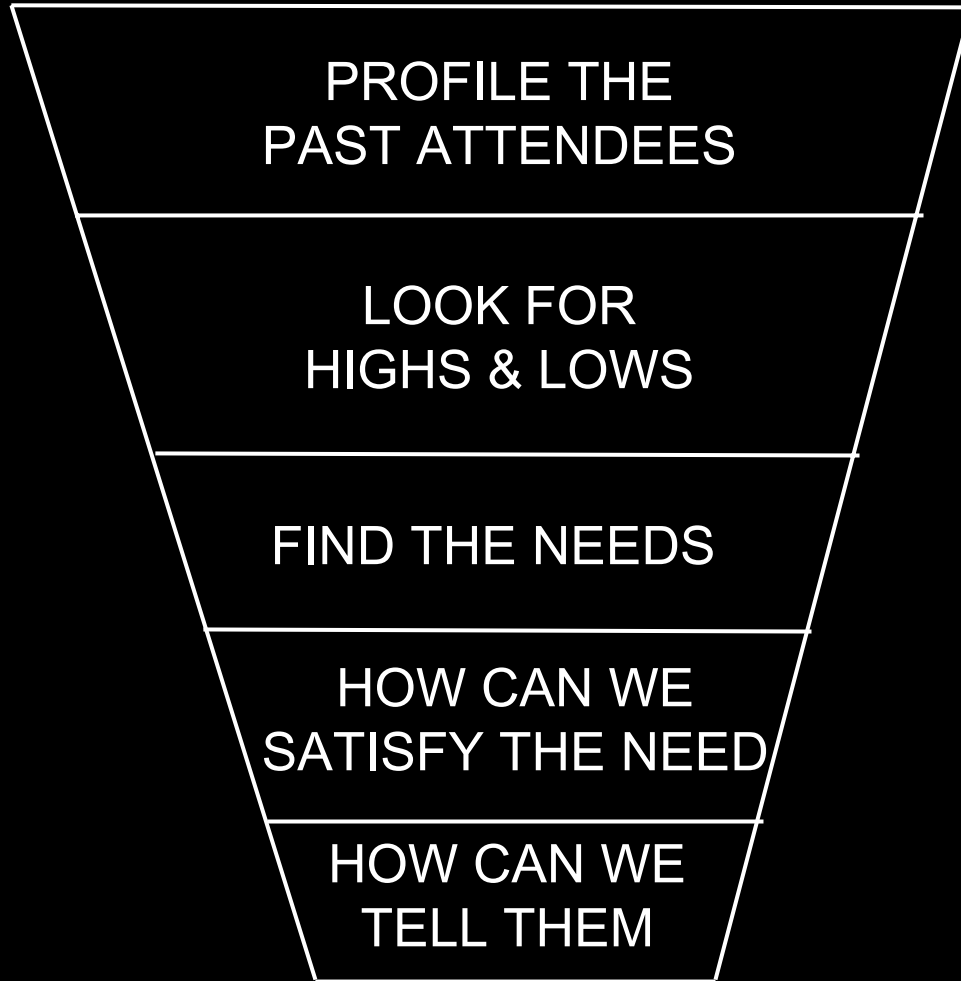 PROFILE THE
PAST ATTENDEES
LOOK FOR
HIGHS & LOWS
FIND THE NEEDS
HOW CAN WE
SATISFY THE NEED
HOW CAN WE
TELL THEM